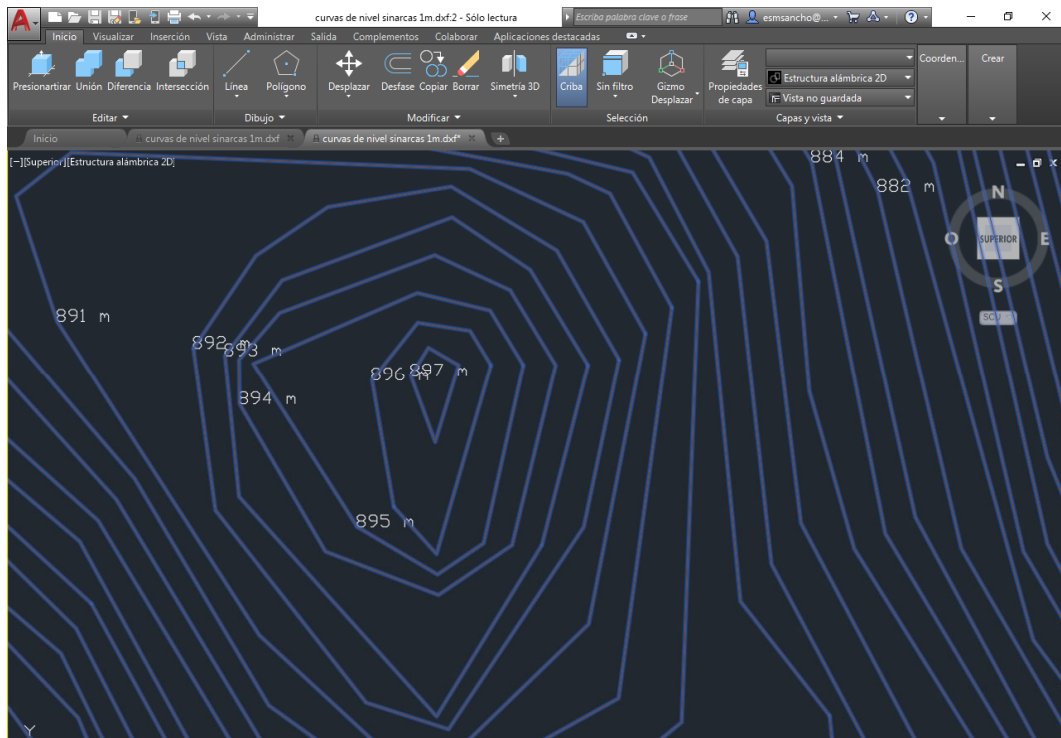 curvas de nivel sinarcas 1m.dxf:2 - Sólo lectura
Escriba palabra clave o frase
esmsancho@...
Inicio Visualizar Inserción Vista Administrar Salida Complementos Colaborar Aplicaciones destacadas
Presionartirar Unión Diferencia Intersección
Línea Polígono
Desplazar Desfase Copiar Borrar Simetría 3D
Criba Sin filtro Gizmo Desplazar
Propiedades de capa
Estructura alámbrica 2D
Vista no guardada
Coorden...
Crear
Editar Dibujo Modificar Selección Capas y vista
Inicio curvas de nivel sinarcas 1m.dxf curvas de nivel sinarcas 1m.dxf*
[−][Superior][Estructura alámbrica 2D]
884 m
882 m
N
O SUPERIOR E
S
SCU
891 m
892 m
893 m
896 m
897 m
894 m
895 m
Y